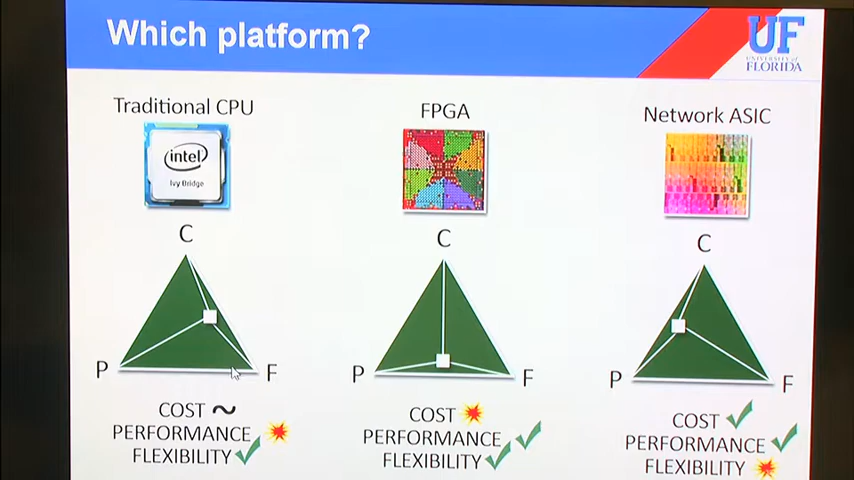 Which platform?
UF
UNIVERSITY of
FLORIDA
Traditional CPU
FPGA
Network ASIC
intel
Ivy Bridge
C
C
C
P
F
P
F
P
F
COST ~
PERFORMANCE
FLEXIBILITY
COST
PERFORMANCE
FLEXIBILITY
COST
PERFORMANCE
FLEXIBILITY